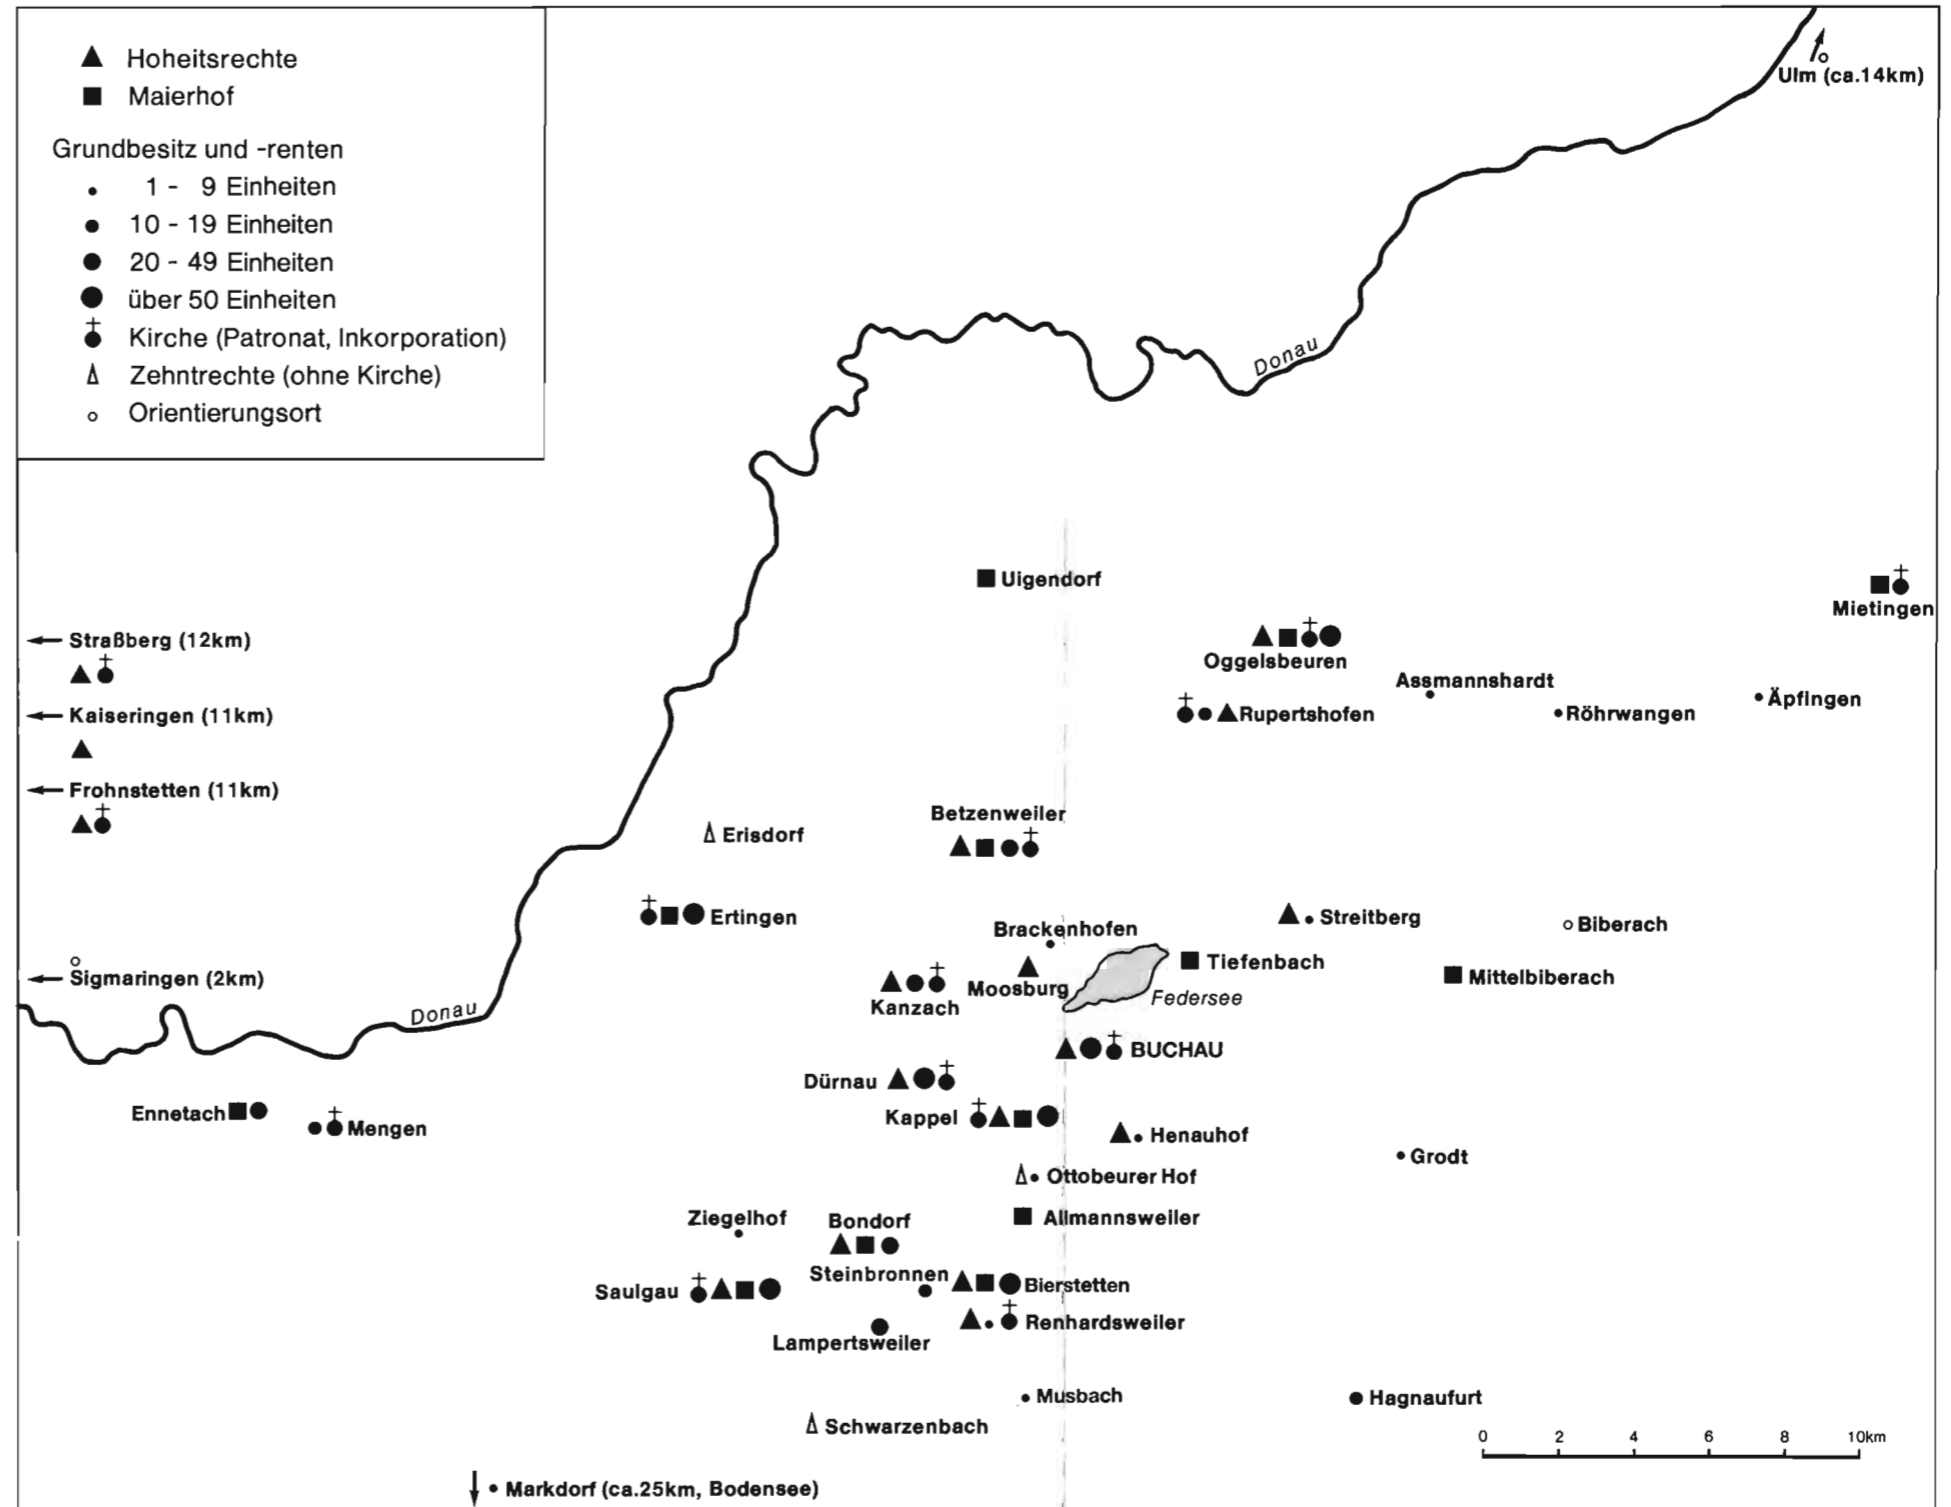 Hoheitsrechte
Maierhof
Grundbesitz und -renten
1 - 9 Einheiten
10 - 19 Einheiten
20 - 49 Einheiten
über 50 Einheiten
Kirche (Patronat, Inkorporation)
Zehntrechte (ohne Kirche)
Orientierungsort
Ulm (ca.14km)
Donau
Uigendorf
Mietingen
Straßberg (12km)
Oggelsbeuren
Assmannshardt
Äpfingen
Kaiseringen (11km)
Rupertshofen
Röhrwangen
Frohnstetten (11km)
Betzenweiler
Erisdorf
Ertingen
Streitberg
Biberach
Brackenhofen
Tiefenbach
Sigmaringen (2km)
Mittelbiberach
Moosburg
Federsee
Kanzach
Donau
BUCHAU
Dürnau
Ennetach
Kappel
Mengen
Henauhof
Grodt
Ottobeurer Hof
Ziegelhof
Bondorf
Allmannsweiler
Steinbronnen
Bierstetten
Saulgau
Renhardsweiler
Lampertsweiler
Musbach
Hagnaufurt
Schwarzenbach
0 2 4 6 8 10km
Markdorf (ca.25km, Bodensee)